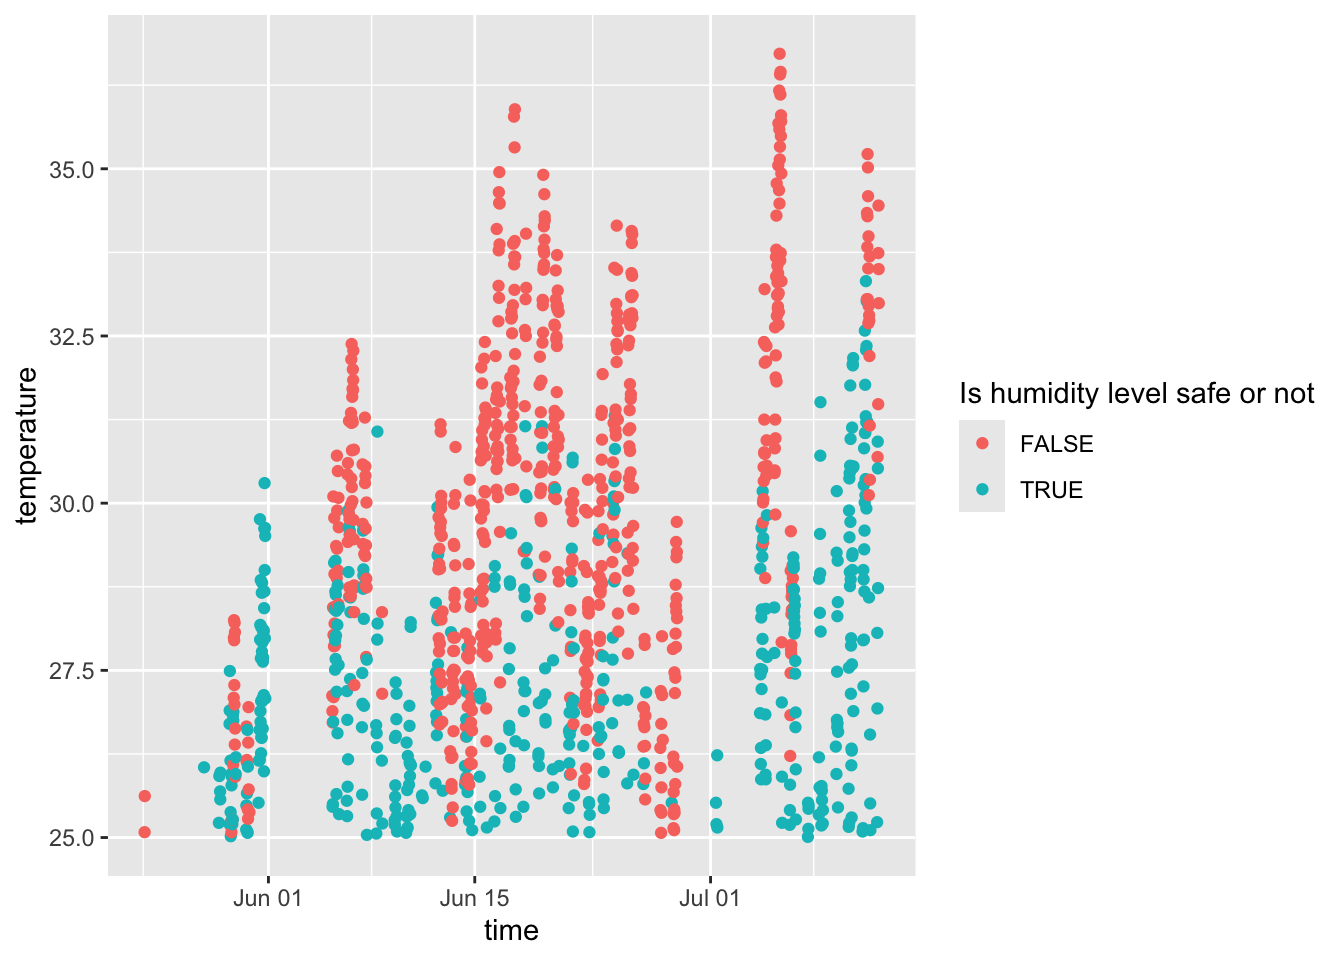 35.0
32.5
30.0
27.5
25.0
temperature
Jun 01
Jun 15
Jul 01
time
Is humidity level safe or not
FALSE
TRUE